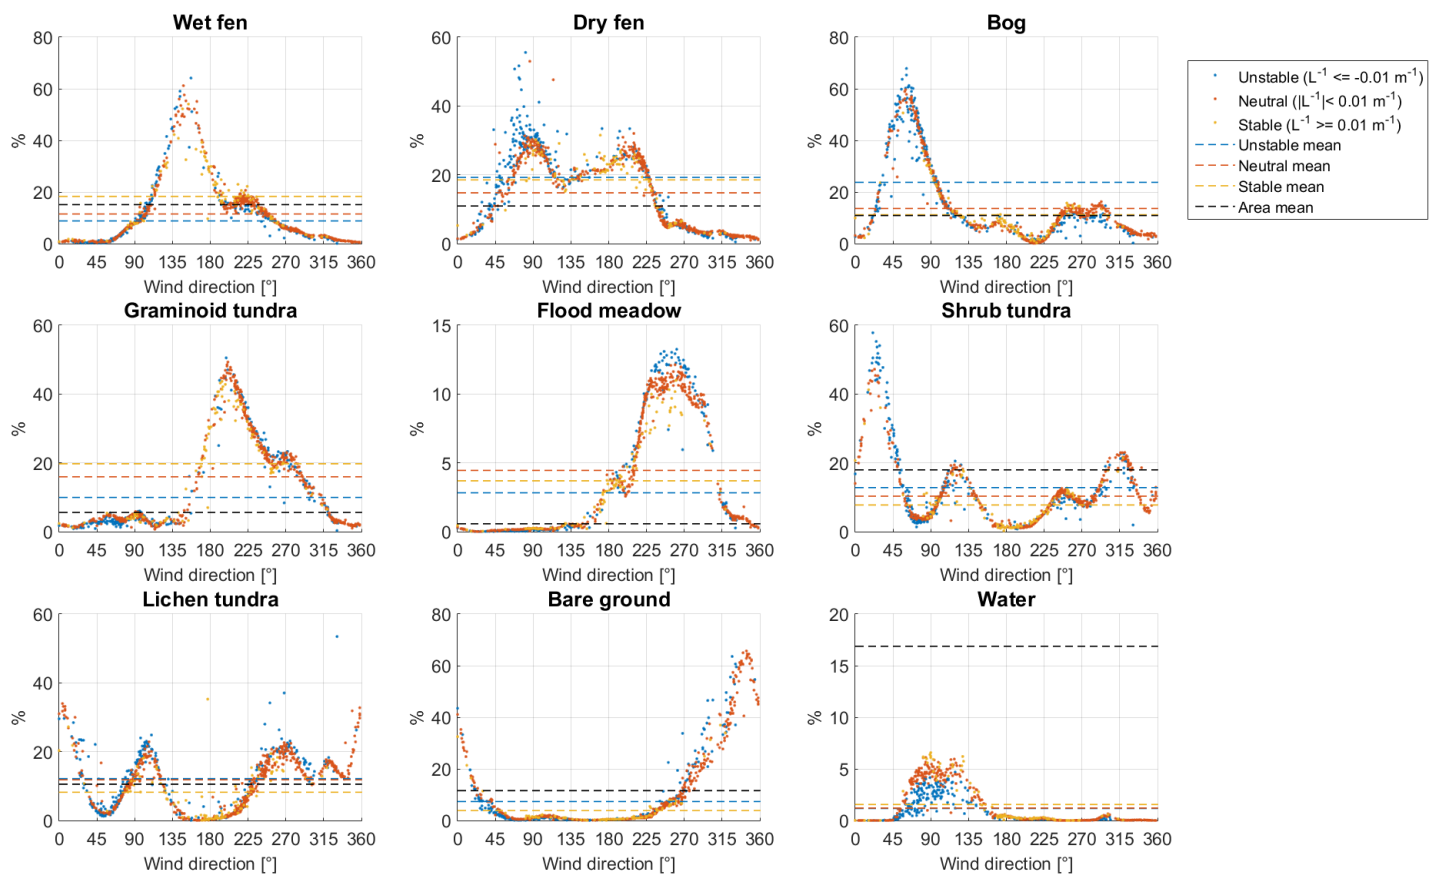 Wet fen
80
60
40
20
0
%
0 45 90 135 180 225 270 315 360
Wind direction [°]
Dry fen
60
40
20
0
%
0 45 90 135 180 225 270 315 360
Wind direction [°]
Bog
80
60
40
20
0
%
0 45 90 135 180 225 270 315 360
Wind direction [°]
Unstable (L⁻¹ <= -0.01 m⁻¹)
Neutral (|L⁻¹|< 0.01 m⁻¹)
Stable (L⁻¹ >= 0.01 m⁻¹)
Unstable mean
Neutral mean
Stable mean
Area mean
Graminoid tundra
60
40
20
0
%
0 45 90 135 180 225 270 315 360
Wind direction [°]
Flood meadow
15
10
5
0
%
0 45 90 135 180 225 270 315 360
Wind direction [°]
Shrub tundra
60
40
20
0
%
0 45 90 135 180 225 270 315 360
Wind direction [°]
Lichen tundra
60
40
20
0
%
0 45 90 135 180 225 270 315 360
Wind direction [°]
Bare ground
80
60
40
20
0
%
0 45 90 135 180 225 270 315 360
Wind direction [°]
Water
20
15
10
5
0
%
0 45 90 135 180 225 270 315 360
Wind direction [°]